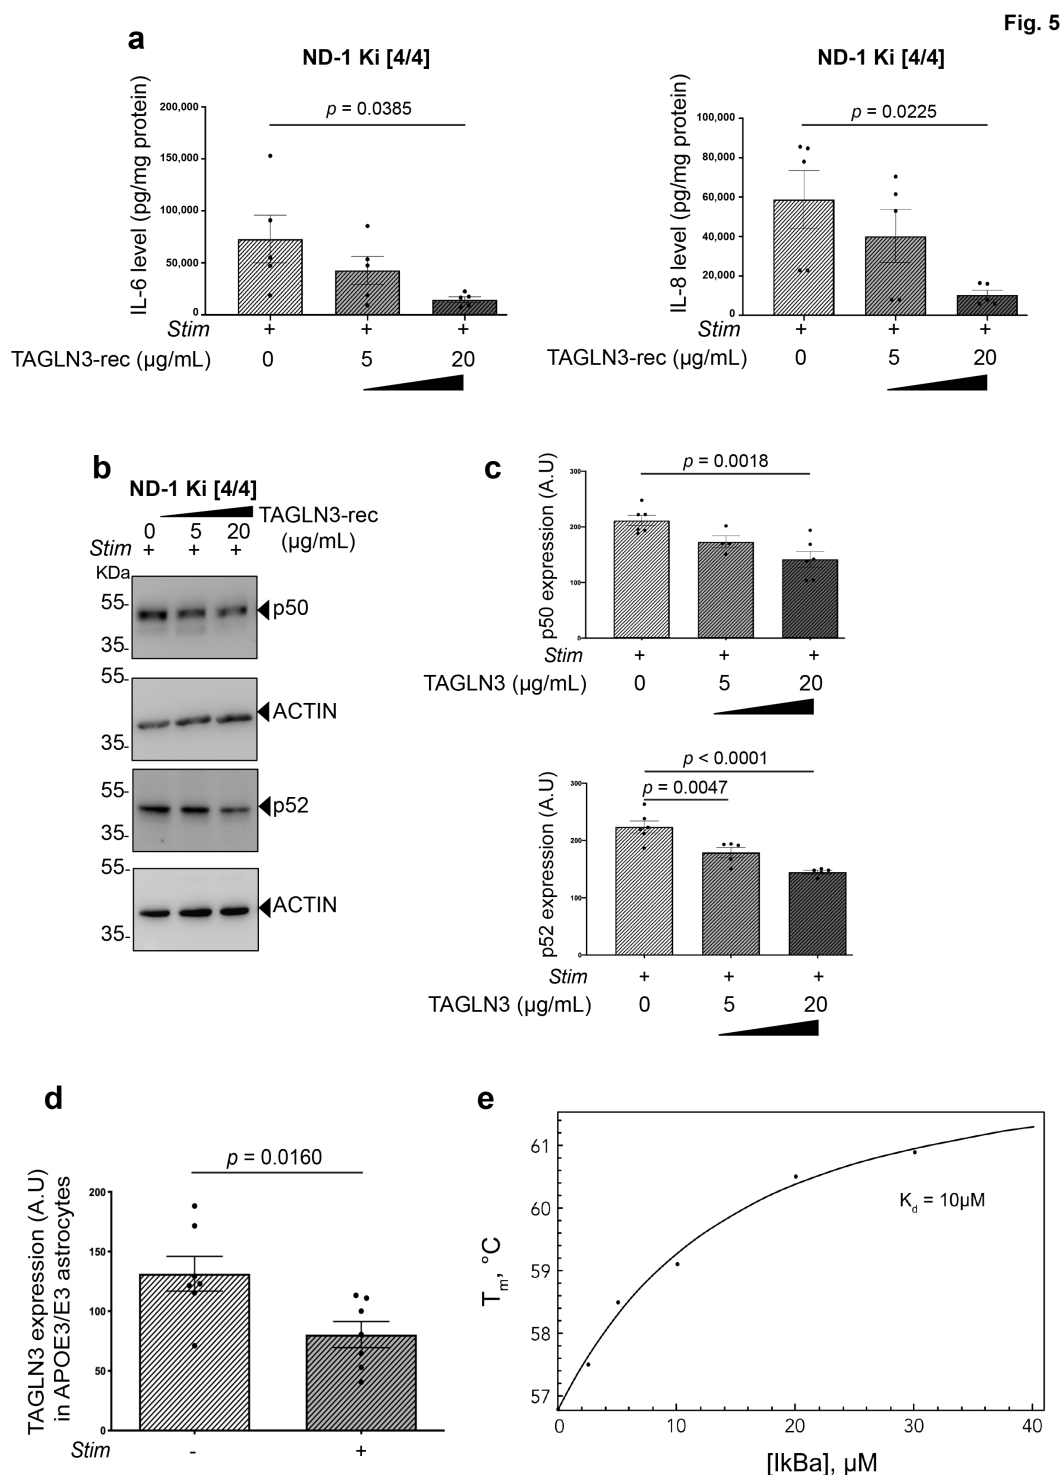 Fig. 5
a
ND-1 Ki [4/4]
IL-6 level (pg/mg protein)
200,000
150,000
100,000
50,000
0
p = 0.0385
Stim + + +
TAGLN3-rec (µg/mL) 0 5 20
ND-1 Ki [4/4]
IL-8 level (pg/mg protein)
100,000
80,000
60,000
40,000
20,000
0
p = 0.0225
Stim + + +
TAGLN3-rec (µg/mL) 0 5 20
b
ND-1 Ki [4/4]
TAGLN3-rec
(µg/mL)
0 5 20
Stim + + +
KDa
55-
p50
35-
55-
ACTIN
35-
55-
p52
35-
55-
ACTIN
35-
c
p50 expression (A.U)
300
200
100
0
p = 0.0018
Stim + + +
TAGLN3 (µg/mL) 0 5 20
p52 expression (A.U)
300
200
100
0
p < 0.0001
p = 0.0047
Stim + + +
TAGLN3 (µg/mL) 0 5 20
d
TAGLN3 expression (A.U)
in APOE3/E3 astrocytes
200
150
100
50
0
p = 0.0160
Stim - +
e
Tm, °C
61
60
59
58
57
Kd = 10µM
0 10 20 30 40
[IkBa], µM